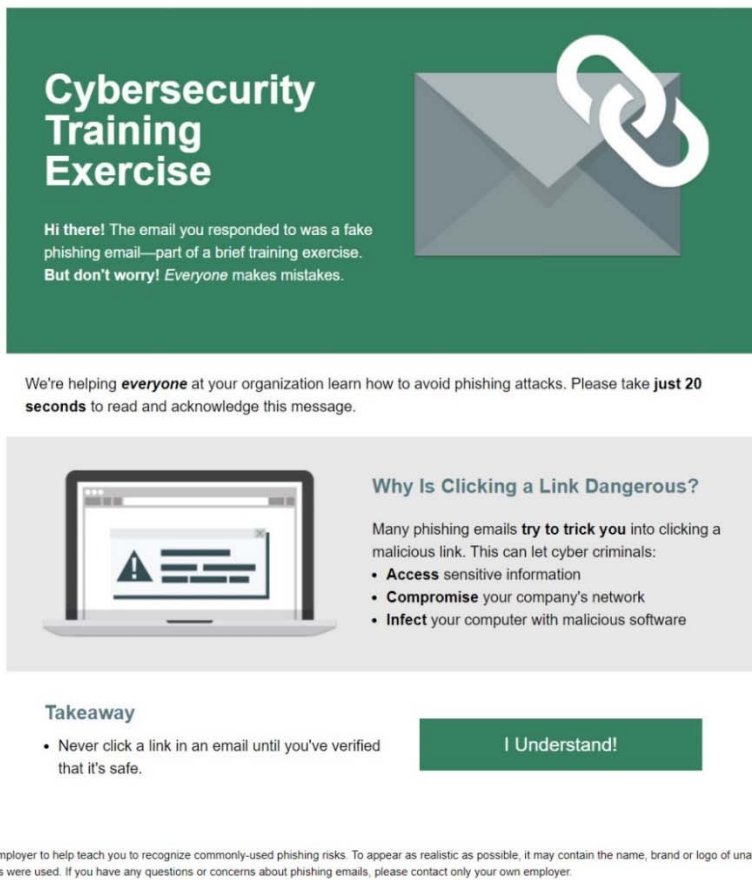 Cybersecurity
Training
Exercise
Hi there! The email you responded to was a fake
phishing email—part of a brief training exercise.
But don't worry! Everyone makes mistakes.
We're helping everyone at your organization learn how to avoid phishing attacks. Please take just 20
seconds to read and acknowledge this message.
Why Is Clicking a Link Dangerous?
Many phishing emails try to trick you into clicking a
malicious link. This can let cyber criminals:
• Access sensitive information
• Compromise your company's network
• Infect your computer with malicious software
Takeaway
• Never click a link in an email until you've verified
that it's safe.
I Understand!
to help teach you to recognize commonly-used phishing risks. To appear as realistic as possible, it may contain the name, brand or logo of
were used. If you have any questions or concerns about phishing emails, please contact only your own employer.